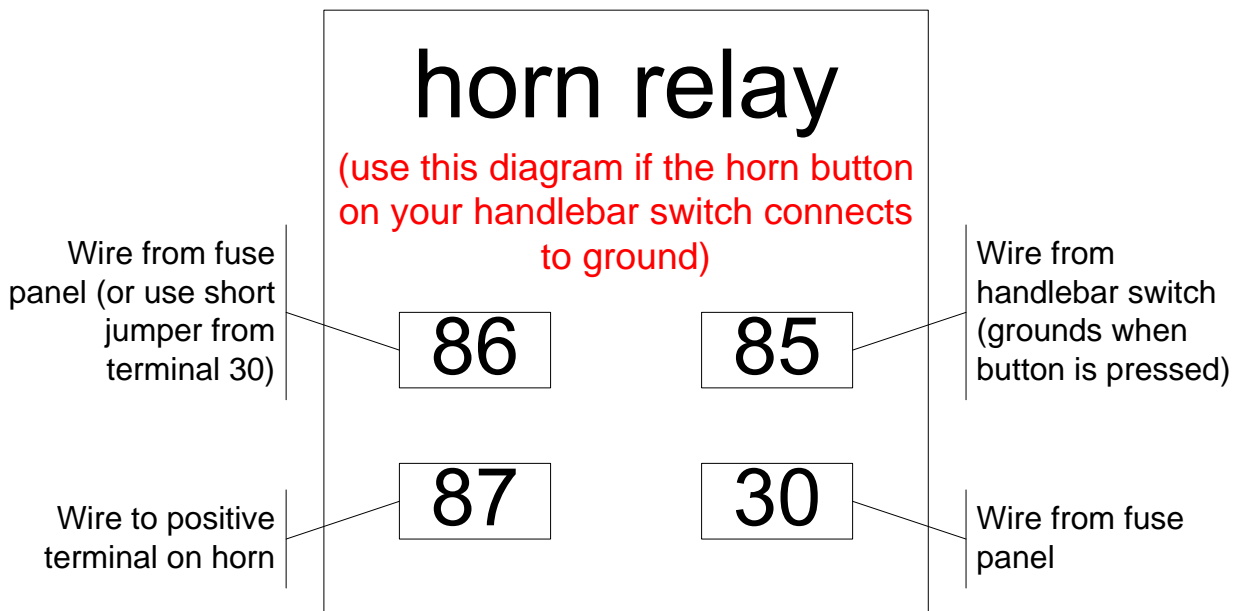 horn relay
(use this diagram if the horn button
on your handlebar switch connects
to ground)
Wire from fuse
panel (or use short
jumper from
terminal 30)
86
85
Wire from
handlebar switch
(grounds when
button is pressed)
Wire to positive
terminal on horn
87
30
Wire from fuse
panel